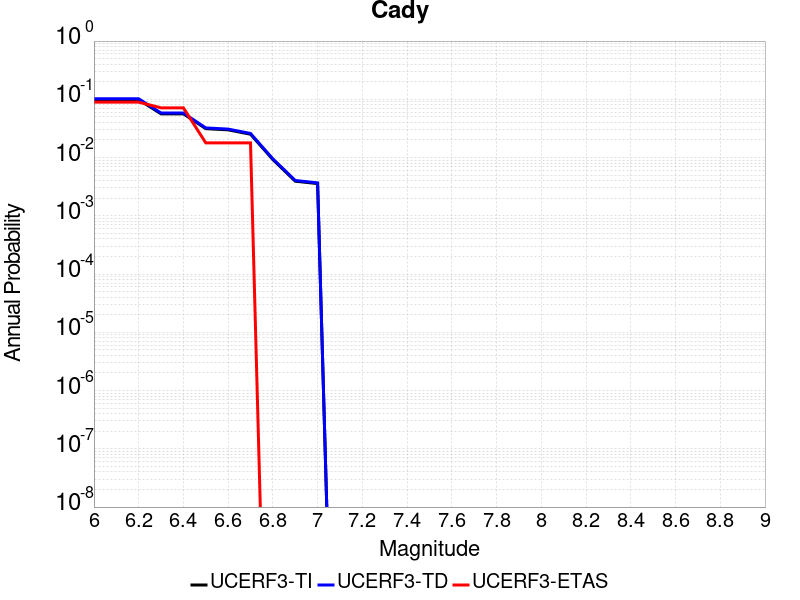 Cady
10^0
10^-1
10^-2
10^-3
10^-4
10^-5
10^-6
10^-7
10^-8
Annual Probability
6 6.2 6.4 6.6 6.8 7 7.2 7.4 7.6 7.8 8 8.2 8.4 8.6 8.8 9
Magnitude
UCERF3-TI UCERF3-TD UCERF3-ETAS